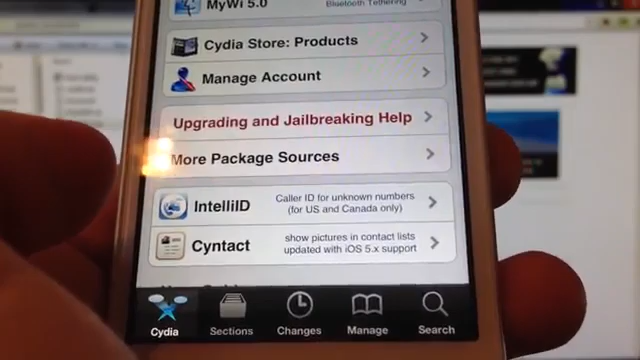 MyWi 5.0
Bluetooth Tethering
Cydia Store: Products
Manage Account
Upgrading and Jailbreaking Help
More Package Sources
IntelliID
Caller ID for unknown numbers
(for US and Canada only)
Cyntact
show pictures in contact lists
updated with iOS 5.x support
Cydia
Sections
Changes
Manage
Search